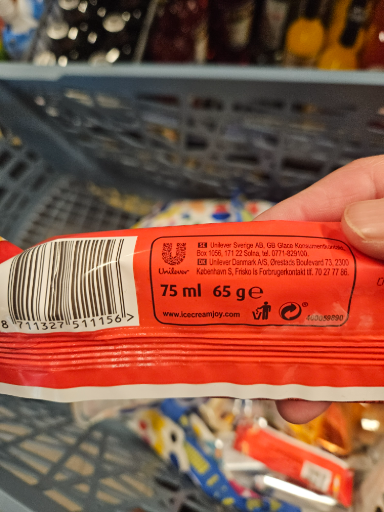 SE Unilever Sverige AB, GB Glace Konsumentkontakt,
Box 1056, 171 22 Solna, tel. 0771-829100.
DK Unilever Danmark A/S, Ørestads Boulevard 73, 2300
København S, Frisko Is Forbrugerkontakt tlf. 70 27 77 86.
Unilever
75 ml 65 g e
www.icecreamjoy.com
8 711327 511156 >